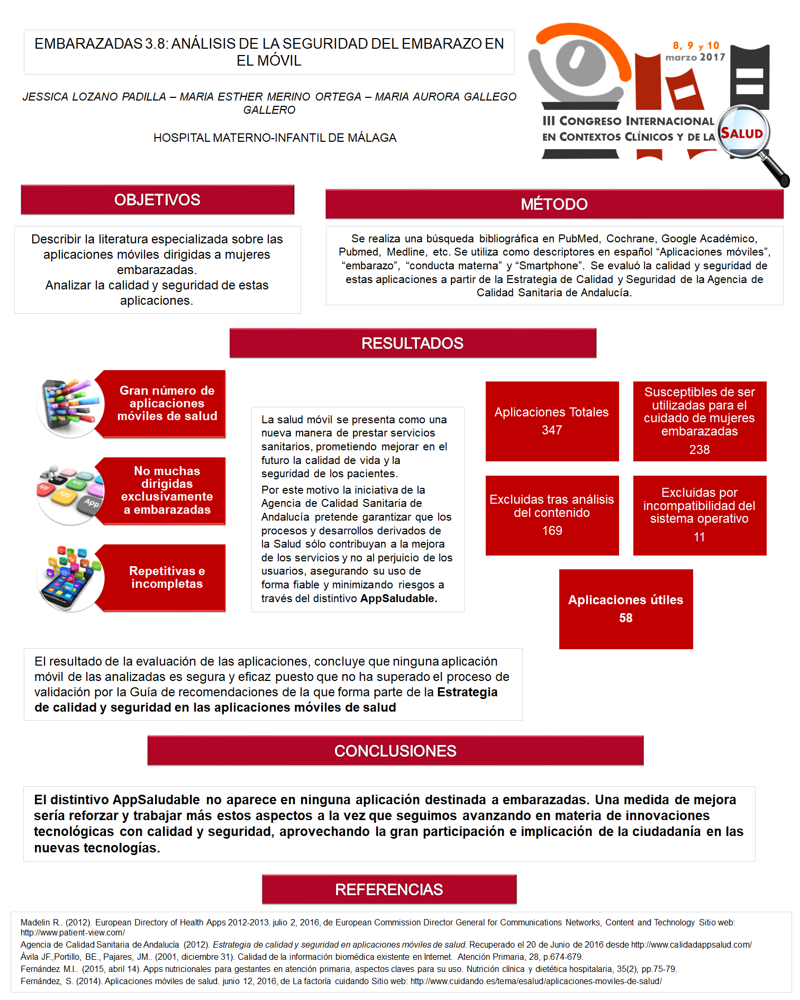 EMBARAZADAS 3.8: ANÁLISIS DE LA SEGURIDAD DEL EMBARAZO EN
EL MÓVIL
JESSICA LOZANO PADILLA – MARIA ESTHER MERINO ORTEGA – MARIA AURORA GALLEGO
GALLERO
HOSPITAL MATERNO-INFANTIL DE MÁLAGA
8, 9 y 10
marzo 2017
III CONGRESO INTERNACIONAL
EN CONTEXTOS CLÍNICOS Y DE LA SALUD
OBJETIVOS
Describir la literatura especializada sobre las
aplicaciones móviles dirigidas a mujeres
embarazadas.
Analizar la calidad y seguridad de estas
aplicaciones.
MÉTODO
Se realiza una búsqueda bibliográfica en PubMed, Cochrane, Google Académico,
Pubmed, Medline, etc. Se utiliza como descriptores en español “Aplicaciones móviles”,
“embarazo”, “conducta materna” y “Smartphone”. Se evaluó la calidad y seguridad de
estas aplicaciones a partir de la Estrategia de Calidad y Seguridad de la Agencia de
Calidad Sanitaria de Andalucía.
RESULTADOS
Gran número de
aplicaciones
móviles de salud
No muchas
dirigidas
exclusivamente
a embarazadas
App
App
App
App
Repetitivas e
incompletas
La salud móvil se presenta como una
nueva manera de prestar servicios
sanitarios, prometiendo mejorar en el
futuro la calidad de vida y la
seguridad de los pacientes.
Por este motivo la iniciativa de la
Agencia de Calidad Sanitaria de
Andalucía pretende garantizar que los
procesos y desarrollos derivados de
la Salud sólo contribuyan a la mejora
de los servicios y no al perjuicio de los
usuarios, asegurando su uso de
forma fiable y minimizando riesgos a
través del distintivo AppSaludable.
Aplicaciones Totales
347
Susceptibles de ser
utilizadas para el
cuidado de mujeres
embarazadas
238
Excluidas tras análisis
del contenido
169
Excluidas por
incompatibilidad del
sistema operativo
11
Aplicaciones útiles
58
El resultado de la evaluación de las aplicaciones, concluye que ninguna aplicación
móvil de las analizadas es segura y eficaz puesto que no ha superado el proceso de
validación por la Guía de recomendaciones de la que forma parte de la Estrategia
de calidad y seguridad en las aplicaciones móviles de salud
CONCLUSIONES
El distintivo AppSaludable no aparece en ninguna aplicación destinada a embarazadas. Una medida de mejora
sería reforzar y trabajar más estos aspectos a la vez que seguimos avanzando en materia de innovaciones
tecnológicas con calidad y seguridad, aprovechando la gran participación e implicación de la ciudadanía en las
nuevas tecnologías.
REFERENCIAS
Madelin R.. (2012). European Directory of Health Apps 2012-2013. julio 2, 2016, de European Commission Director General for Communications Networks, Content and Technology Sitio web:
http://www.patient-view.com/
Agencia de Calidad Sanitaria de Andalucía (2012). Estrategia de calidad y seguridad en aplicaciones móviles de salud. Recuperado el 20 de Junio de 2016 desde http://www.calidadappsalud.com/
Ávila JF.,Portillo, BE., Pajares, JM.. (2001, diciembre 31). Calidad de la información biomédica existente en Internet. Atención Primaria, 28, p.674-679.
Fernández M.I.. (2015, abril 14). Apps nutricionales para gestantes en atención primaria, aspectos claves para su uso. Nutrición clínica y dietética hospitalaria, 35(2), pp.75-79.
Fernández, S. (2014). Aplicaciones móviles de salud. junio 12, 2016, de La factoría cuidando Sitio web: http://www.cuidando.es/tema/esalud/aplicaciones-moviles-de-salud/